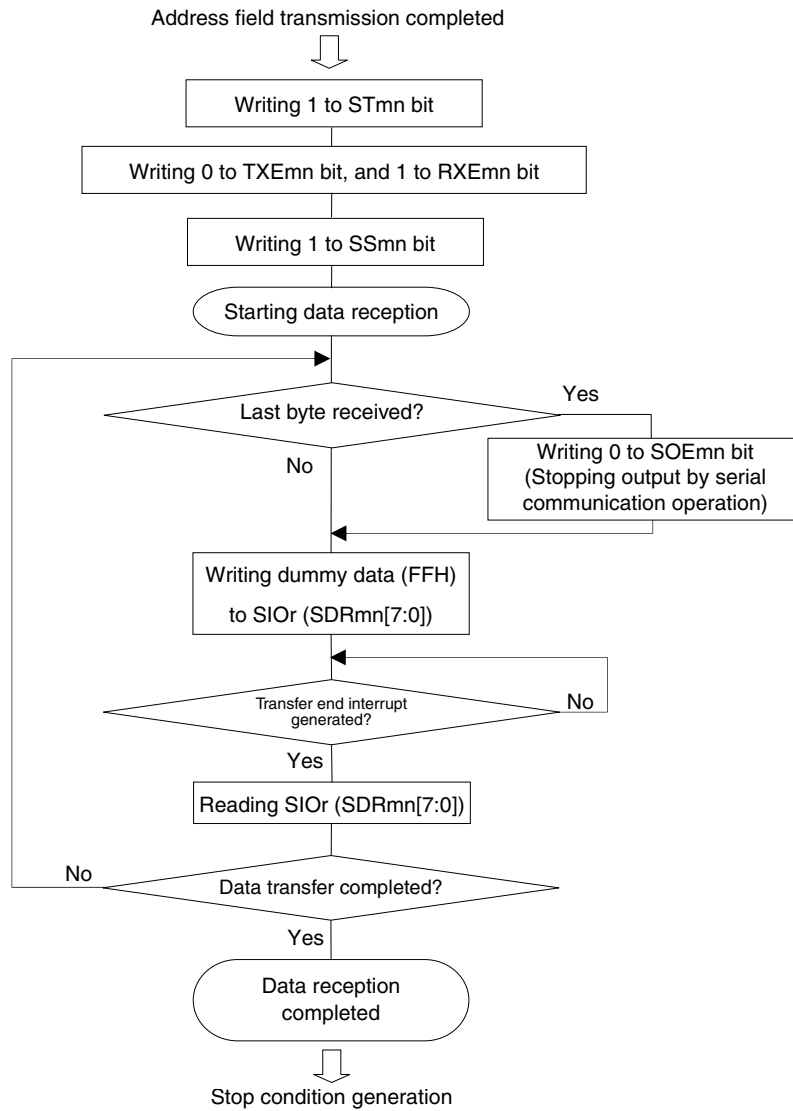 Address field transmission completed
Writing 1 to STmn bit
Writing 0 to TXEmn bit, and 1 to RXEmn bit
Writing 1 to SSmn bit
Starting data reception
Last byte received?
Yes
No
Writing 0 to SOEmn bit
(Stopping output by serial
communication operation)
Writing dummy data (FFH)
to SIOr (SDRmn[7:0])
Transfer end interrupt
generated?
No
Yes
Reading SIOr (SDRmn[7:0])
No
Data transfer completed?
Yes
Data reception
completed
Stop condition generation